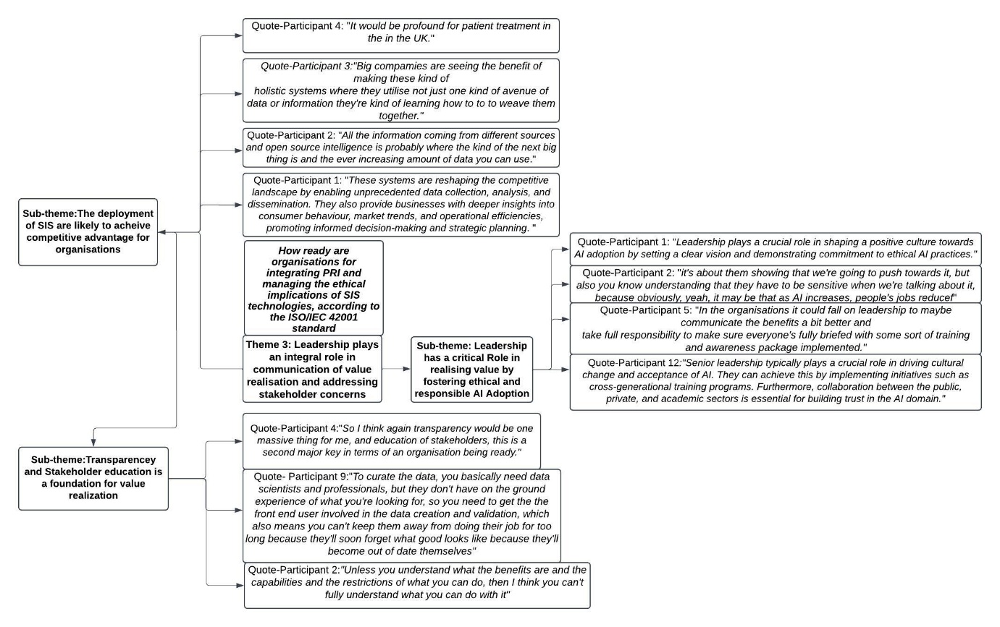 Quote-Participant 4: "It would be profound for patient treatment in
the in the UK."
Quote-Participant 3:"Big compamies are seeing the benefit of
making these kind of
holistic systems where they utilise not just one kind of avenue of
data or information they're kind of learning how to to to weave them
together."
Quote-Participant 2: "All the information coming from different sources
and open source intelligence is probably where the kind of the next big
thing is and the ever increasing amount of data you can use."
Quote-Participant 1: "These systems are reshaping the competitive
landscape by enabling unprecedented data collection, analysis, and
dissemination. They also provide businesses with deeper insights into
consumer behaviour, market trends, and operational efficiencies,
promoting informed decision-making and strategic planning. "
Sub-theme:The deployment
of SIS are likely to acheive
competitive advantage for
organisations
How ready are
organisations for
integrating PRI and
managing the ethical
implications of SIS
technologies, according to
the ISO/IEC 42001
standard
Theme 3: Leadership plays
an integral role in
communication of value
realisation and addressing
stakeholder concerns
Sub-theme: Leadership
has a critical Role in
realising value by
fostering ethical and
responsible AI Adoption
Quote-Participant 1: "Leadership plays a crucial role in shaping a positive culture towards
AI adoption by setting a clear vision and demonstrating commitment to ethical AI practices."
Quote-Participant 2: "it's about them showing that we're going to push towards it, but
also you know understanding that they have to be sensitive when we're talking about it,
because obviously, yeah, it may be that as AI increases, people's jobs reducef"
Quote-Participant 5: "In the organisations it could fall on leadership to maybe
communicate the benefits a bit better and
take full responsibility to make sure everyone's fully briefed with some sort of training
and awareness package implemented."
Quote-Participant 12:"Senior leadership typically plays a crucial role in driving cultural
change and acceptance of AI. They can achieve this by implementing initiatives such as
cross-generational training programs. Furthermore, collaboration between the public,
private, and academic sectors is essential for building trust in the AI domain."
Sub-theme:Transparencey
and Stakeholder education is
a foundation for value
realization
Quote-Participant 4:"So I think again transparency would be one
massive thing for me, and education of stakeholders, this is a
second major key in terms of an organisation being ready."
Quote- Participant 9:"To curate the data, you basically need data
scientists and professionals, but they don't have on the ground
experience of what you're looking for, so you need to get the the
front end user involved in the data creation and validation, which
also means you can't keep them away from doing their job for too
long because they'll soon forget what good looks like because they'll
become out of date themselves"
Quote-Participant 2:"Unless you understand what the benefits are and the
capabilities and the restrictions of what you can do, then I think you can't
fully understand what you can do with it"